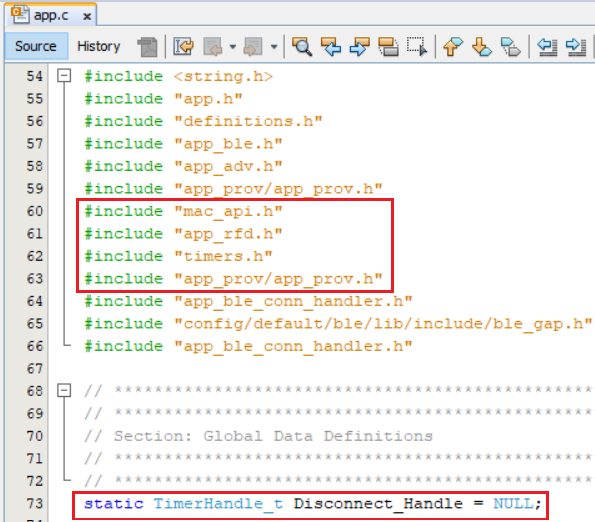 app.c
Source History
54 #include <string.h>
55 #include "app.h"
56 #include "definitions.h"
57 #include "app_ble.h"
58 #include "app_adv.h"
59 #include "app_prov/app_prov.h"
60 #include "mac_api.h"
61 #include "app_rfd.h"
62 #include "timers.h"
63 #include "app_prov/app_prov.h"
64 #include "app_ble_conn_handler.h"
65 #include "config/default/ble/lib/include/ble_gap.h"
66 #include "app_ble_conn_handler.h"
67
68 // ************************************************
69 // ************************************************
70 // Section: Global Data Definitions
71 // ************************************************
72 // ************************************************
73 static TimerHandle_t Disconnect_Handle = NULL;